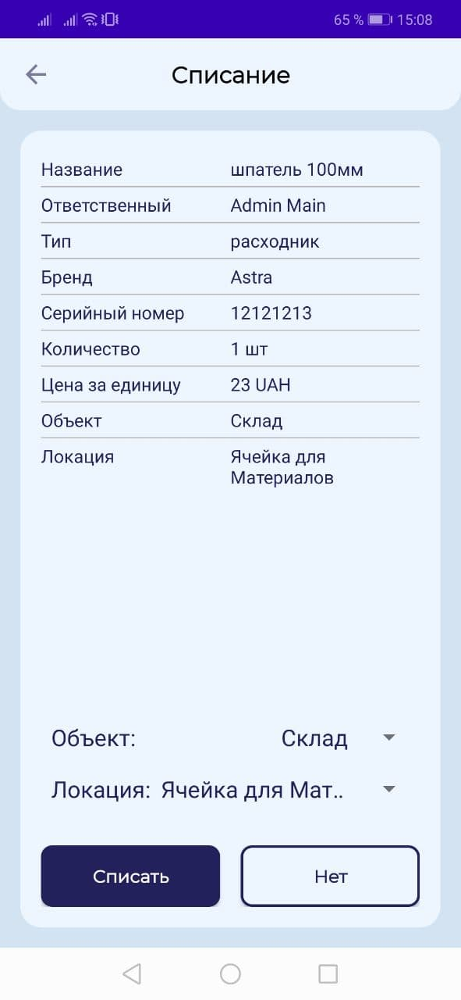 65 % 15:08
Списание
Название шпатель 100мм
Ответственный Admin Main
Тип расходник
Бренд Astra
Серийный номер 12121213
Количество 1 шт
Цена за единицу 23 UAH
Объект Склад
Локация Ячейка для
Материалов
Объект: Склад
Локация: Ячейка для Мат..
Списать Нет